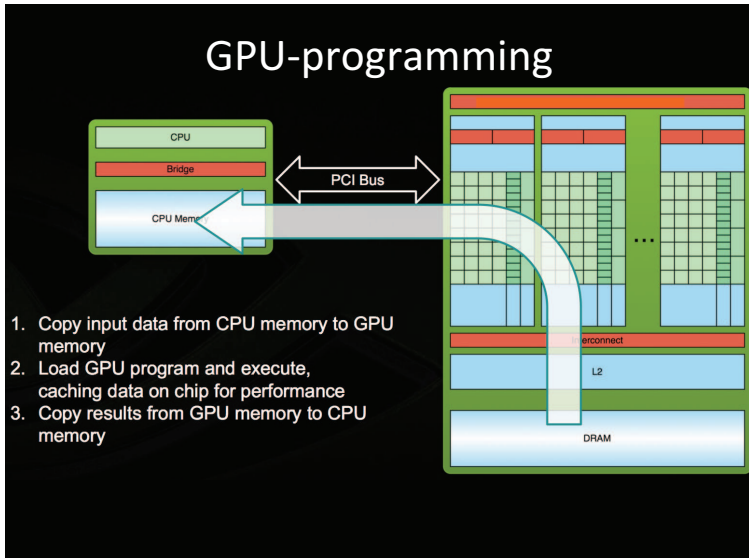 GPU-programming
CPU
Bridge
CPU Memory
PCI Bus
...
Interconnect
L2
DRAM
1. Copy input data from CPU memory to GPU
memory
2. Load GPU program and execute,
caching data on chip for performance
3. Copy results from GPU memory to CPU
memory